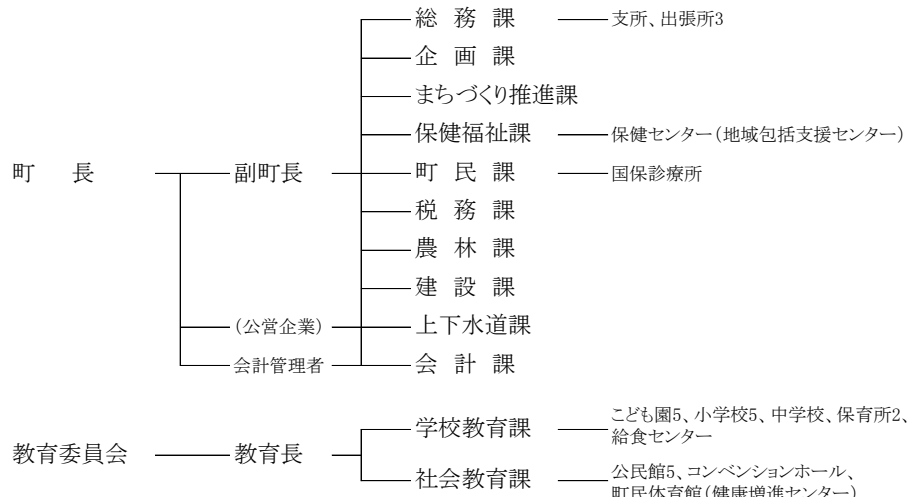 総務課 支所、出張所3
企画課
まちづくり推進課
保健福祉課 保健センター(地域包括支援センター)
町長 副町長 町民課 国保診療所
税務課
農林課
建設課
(公営企業) 上下水道課
会計管理者 会計課
学校教育課 こども園5、小学校5、中学校、保育所2、
給食センター
教育委員会 教育長
社会教育課 公民館5、コンベンションホール、
町民体育館(健康増進センター)